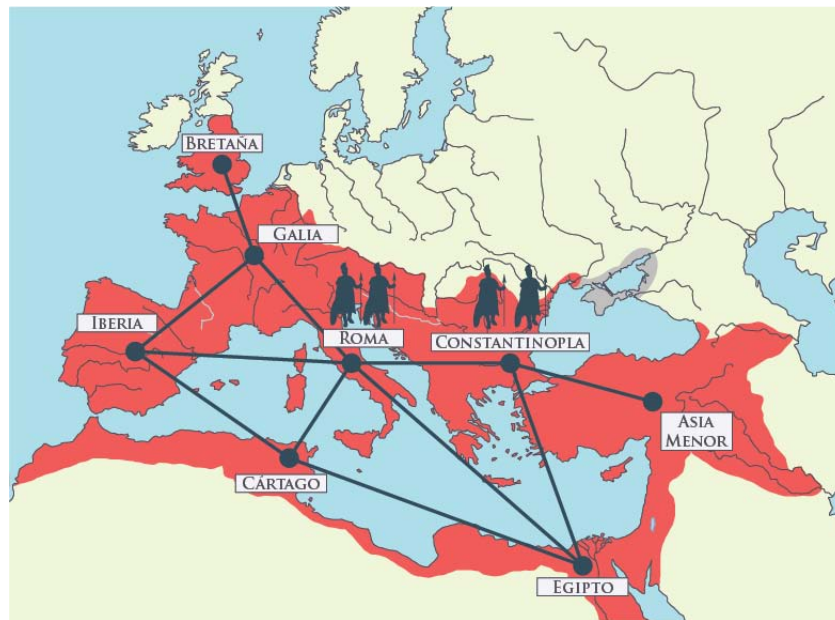 BRETAÑA
GALIA
IBERIA
ROMA
CONSTANTINOPLA
ASIA
MENOR
CÁRTAGO
EGIPTO